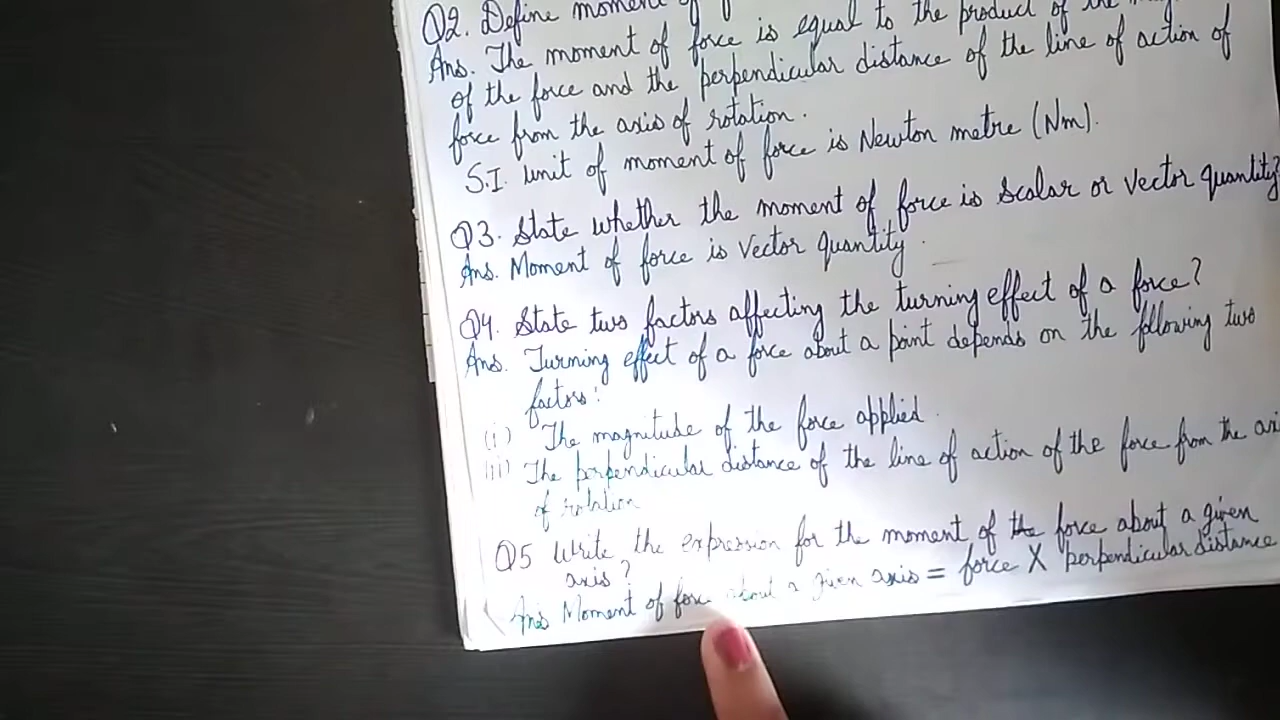 Q2. Define moment of
Ans. The moment of force is equal to the product of the
of the force and the perpendicular distance of the line of action of
force from the axis of rotation.
S.I. unit of moment of force is Newton metre (Nm).
Q3. State whether the moment of force is scalar or vector quantity?
Ans. Moment of force is vector quantity.
Q4. State two factors affecting the turning effect of a force?
Ans. Turning effect of a force about a point depends on the following two
factors:
(i) The magnitude of the force applied.
(ii) The perpendicular distance of the line of action of the force from the axi
of rotation
Q5 Write the expression for the moment of the force about a given
axis?
Ans Moment of force about a given axis = force X perpendicular distance